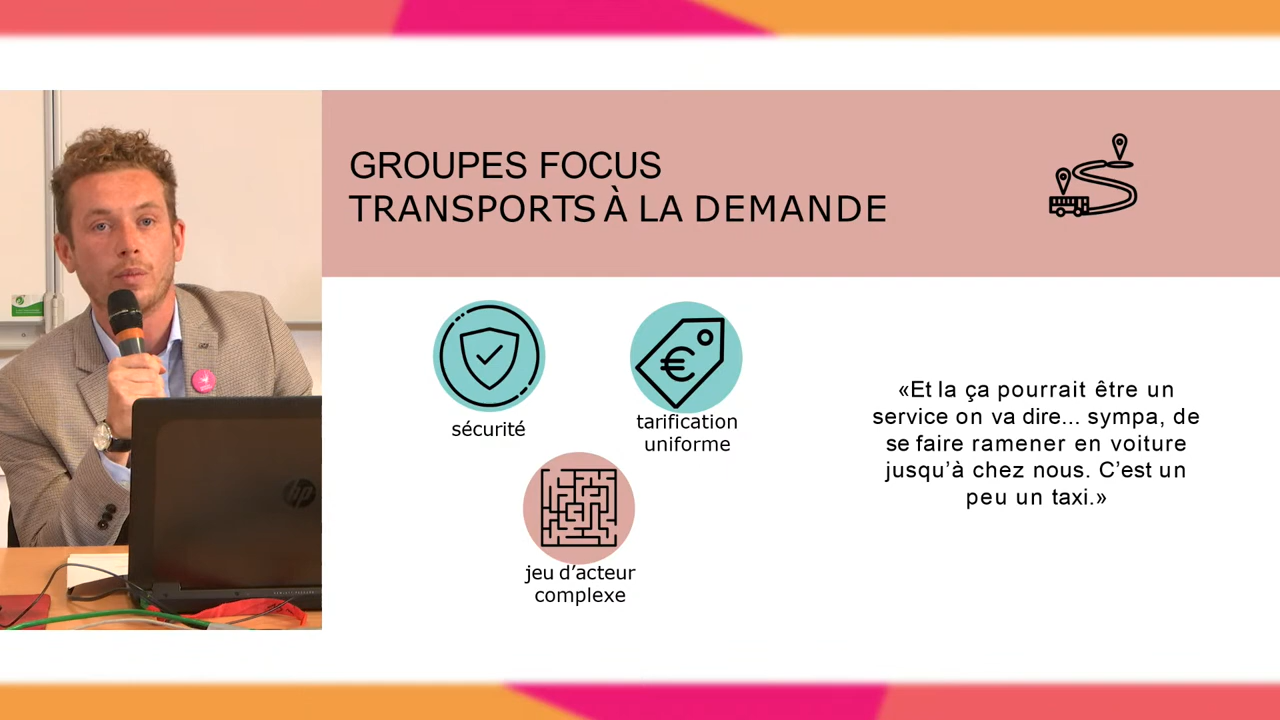 GROUPES FOCUS
TRANSPORTS À LA DEMANDE
sécurité
tarification
uniforme
jeu d’acteur
complexe
«Et la ça pourrait être un
service on va dire... sympa, de
se faire ramener en voiture
jusqu’à chez nous. C’est un
peu un taxi.»
hp